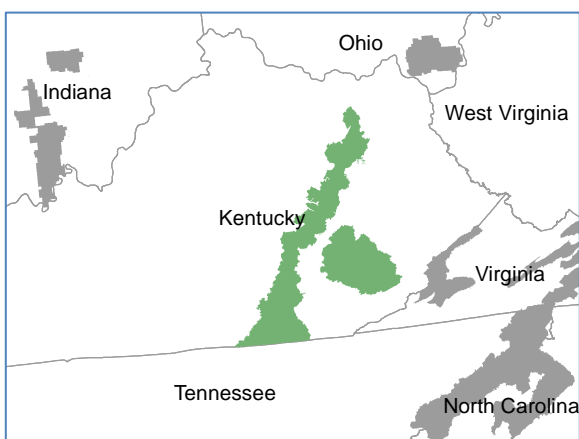 Ohio
Indiana
West Virginia
Kentucky
Virginia
Tennessee
North Carolina